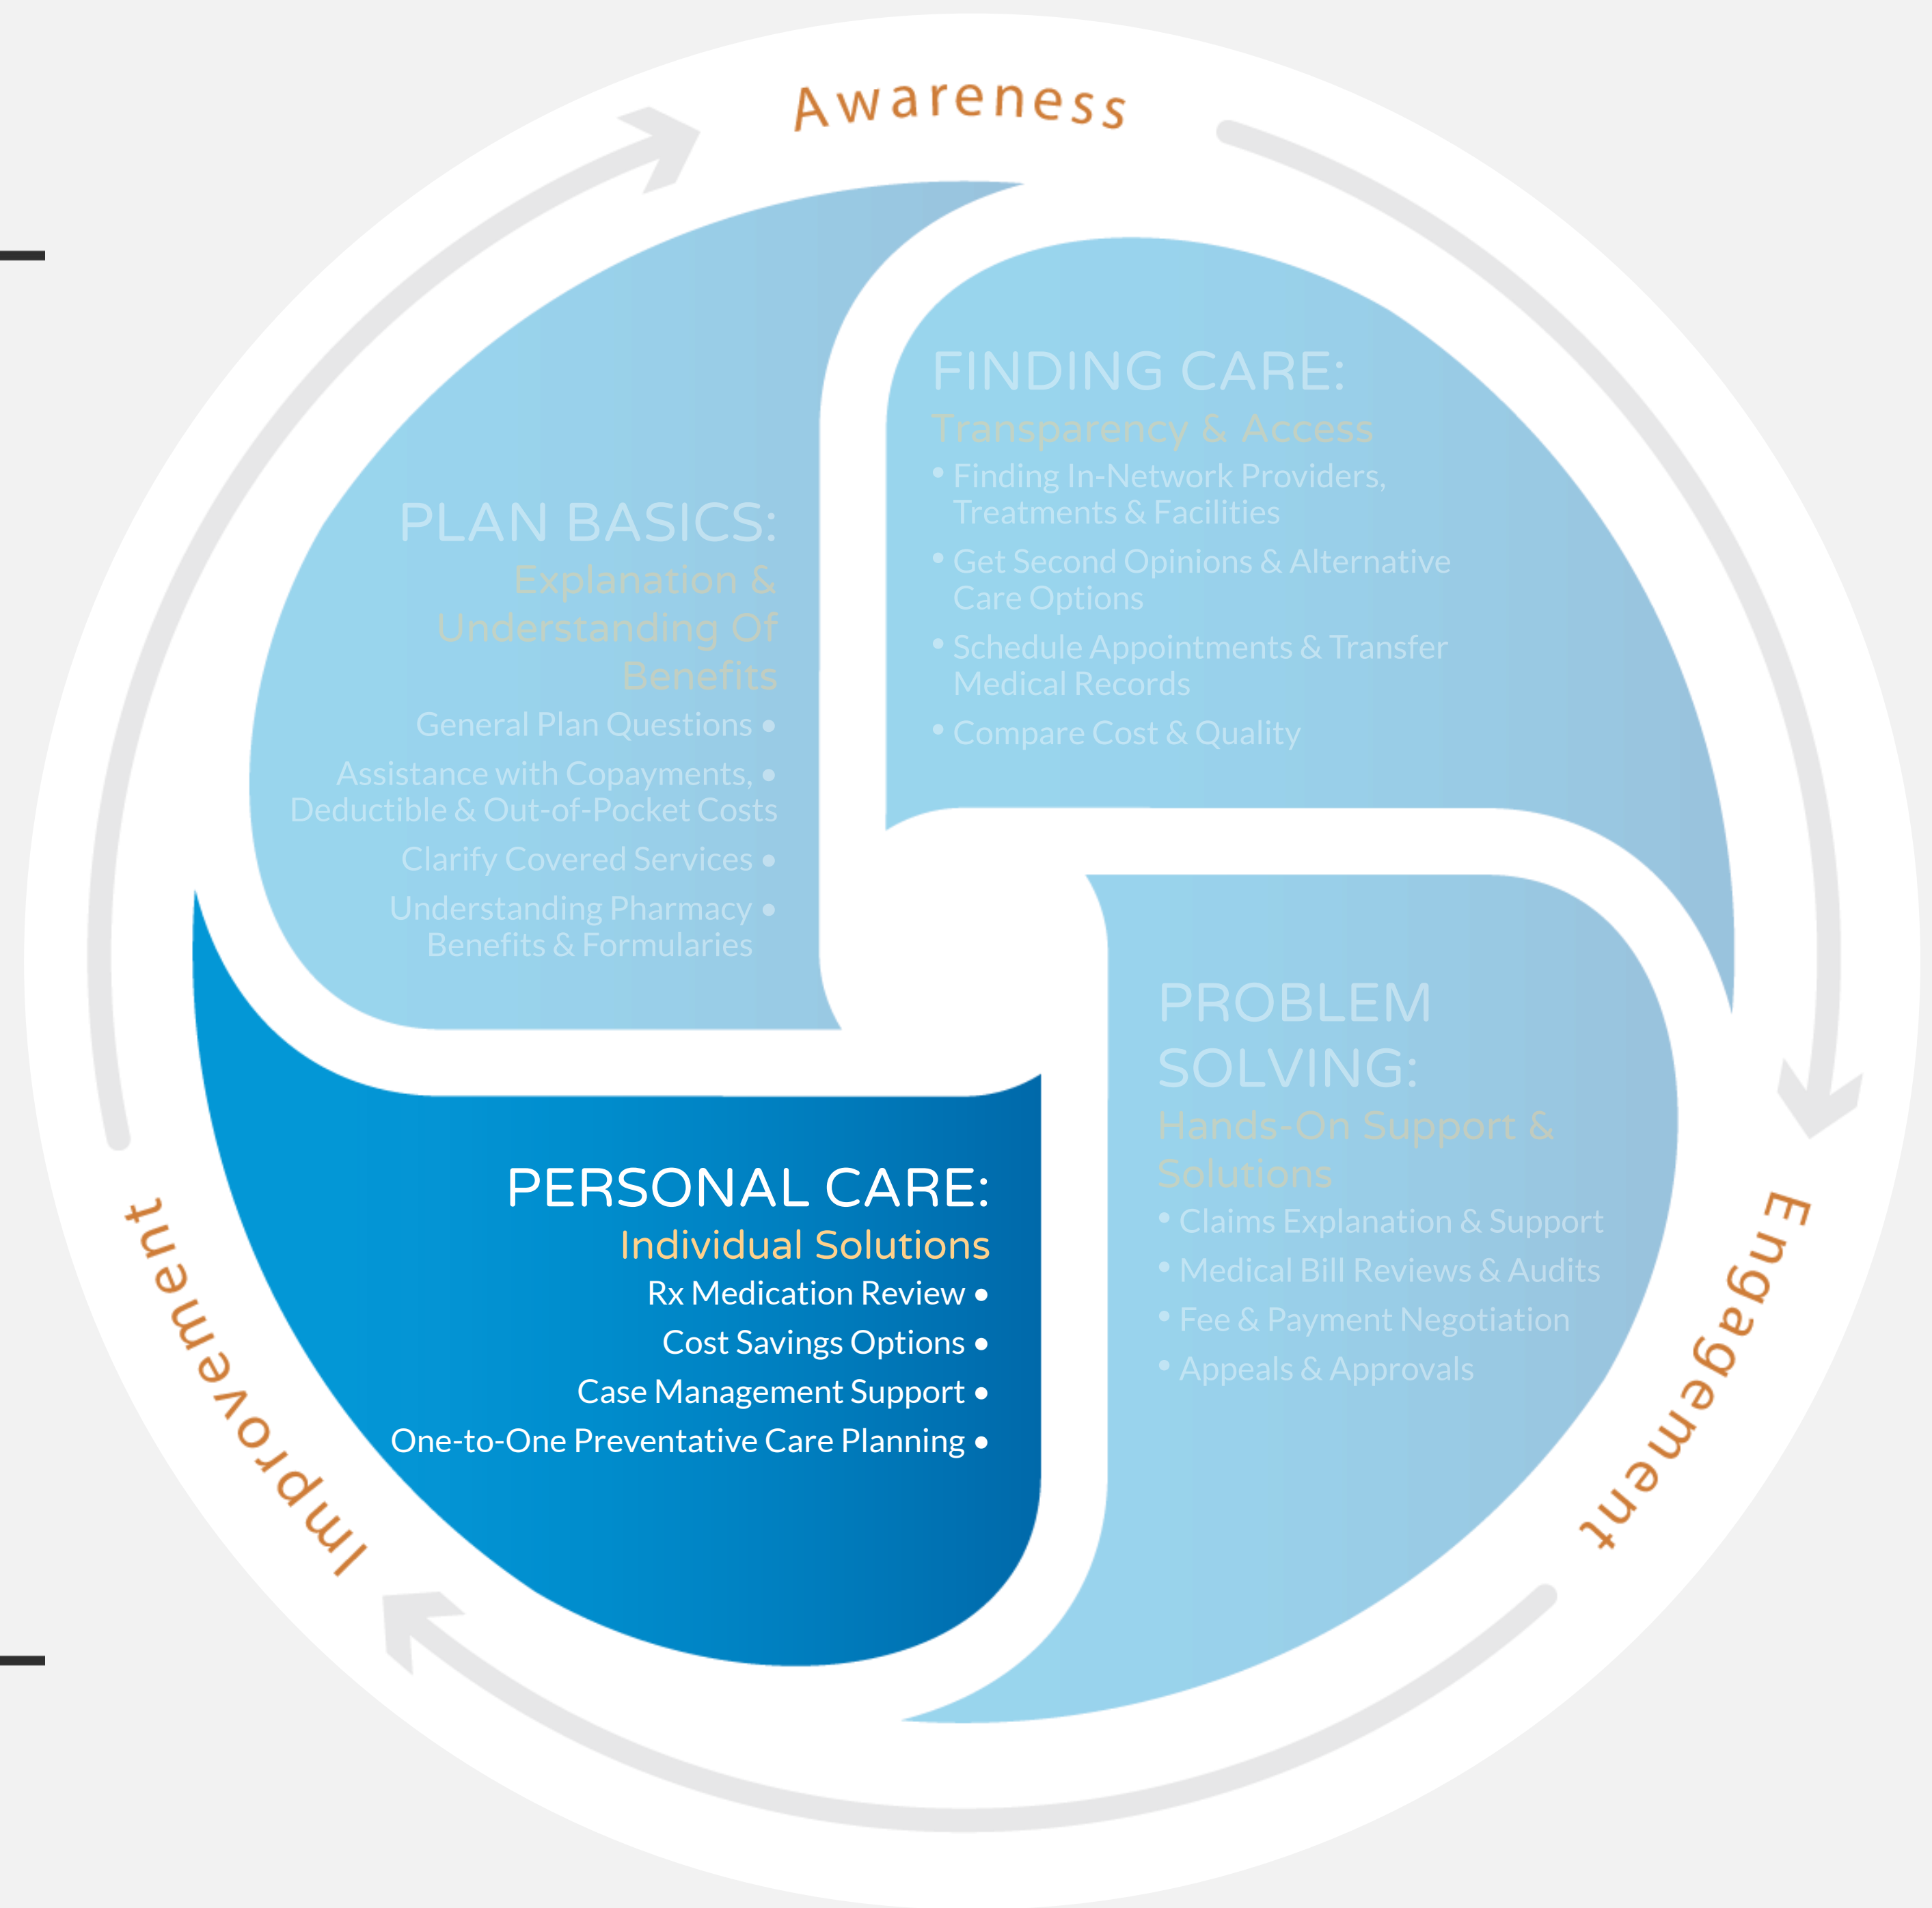 Awareness
FINDING CARE:
Transparency & Access
• Finding In-Network Providers,
Treatments & Facilities
• Get Second Opinions & Alternative
Care Options
• Schedule Appointments & Transfer
Medical Records
• Compare Cost & Quality
PLAN BASICS:
Explanation &
Understanding Of
Benefits
General Plan Questions •
Assistance with Copayments, •
Deductible & Out-of-Pocket Costs
Clarify Covered Services •
Understanding Pharmacy •
Benefits & Formularies
PROBLEM
SOLVING:
Hands-On Support &
Solutions
• Claims Explanation & Support
• Medical Bill Reviews & Audits
• Fee & Payment Negotiation
• Appeals & Approvals
PERSONAL CARE:
Individual Solutions
Rx Medication Review •
Cost Savings Options •
Case Management Support •
One-to-One Preventative Care Planning •
Engagement
Improvement